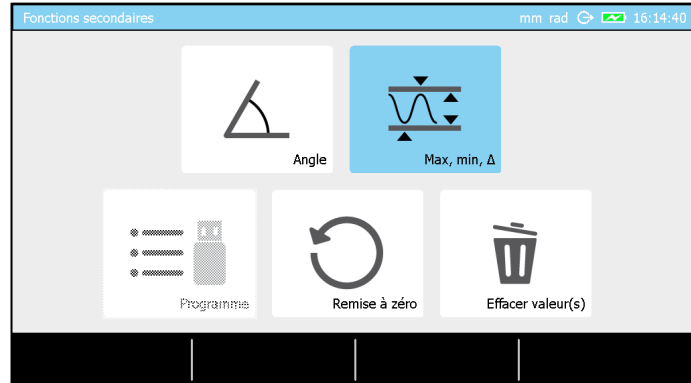 Fonctions secondaires mm rad 16:14:40
Angle Max, min, Δ
Programme Remise à zéro Effacer valeur(s)